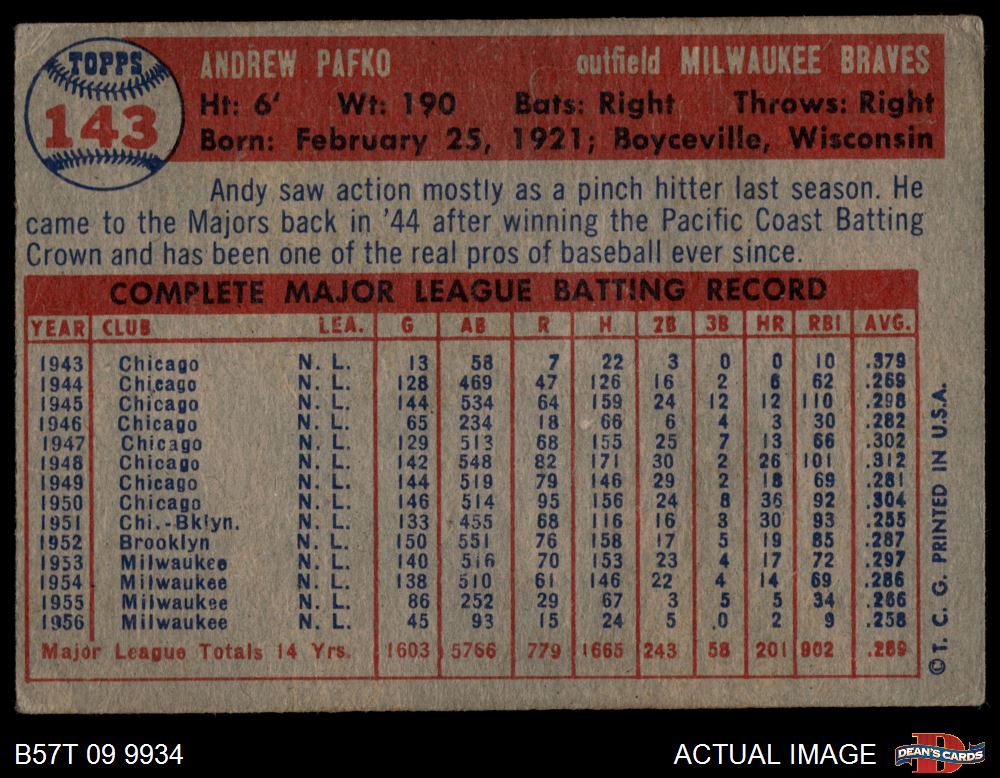 TOPPS
143
ANDREW PAFKO outfield MILWAUKEE BRAVES
Ht: 6' Wt: 190 Bats: Right Throws: Right
Born: February 25, 1921; Boyceville, Wisconsin
Andy saw action mostly as a pinch hitter last season. He
came to the Majors back in '44 after winning the Pacific Coast Batting
Crown and has been one of the real pros of baseball ever since.
COMPLETE MAJOR LEAGUE BATTING RECORD
YEAR CLUB LEA. G AB R H 2B 3B HR RBI AVG.
1943 Chicago N. L. 13 58 7 22 3 0 0 10 .379
1944 Chicago N. L. 128 469 47 126 16 2 6 62 .269
1945 Chicago N. L. 144 534 64 159 24 12 12 110 .298
1946 Chicago N. L. 65 234 18 66 6 4 3 30 .282
1947 Chicago N. L. 129 513 68 155 25 7 13 66 .302
1948 Chicago N. L. 142 548 82 171 30 2 26 101 .312
1949 Chicago N. L. 144 519 79 146 29 2 18 69 .281
1950 Chicago N. L. 146 514 95 156 24 8 36 92 .304
1951 Chi.-Bklyn. N. L. 133 455 68 116 16 3 30 93 .255
1952 Brooklyn N. L. 150 551 76 158 17 5 19 85 .287
1953 Milwaukee N. L. 140 516 70 153 23 4 17 72 .297
1954 Milwaukee N. L. 138 510 61 146 22 4 14 69 .286
1955 Milwaukee N. L. 86 252 29 67 3 5 5 34 .266
1956 Milwaukee N. L. 45 93 15 24 5 .0 2 9 .258
Major League Totals 14 Yrs. 1603 5766 779 1665 243 58 201 902 .289
© T. C. G. PRINTED IN U.S.A.
B57T 09 9934 ACTUAL IMAGE DEAN'S CARDS